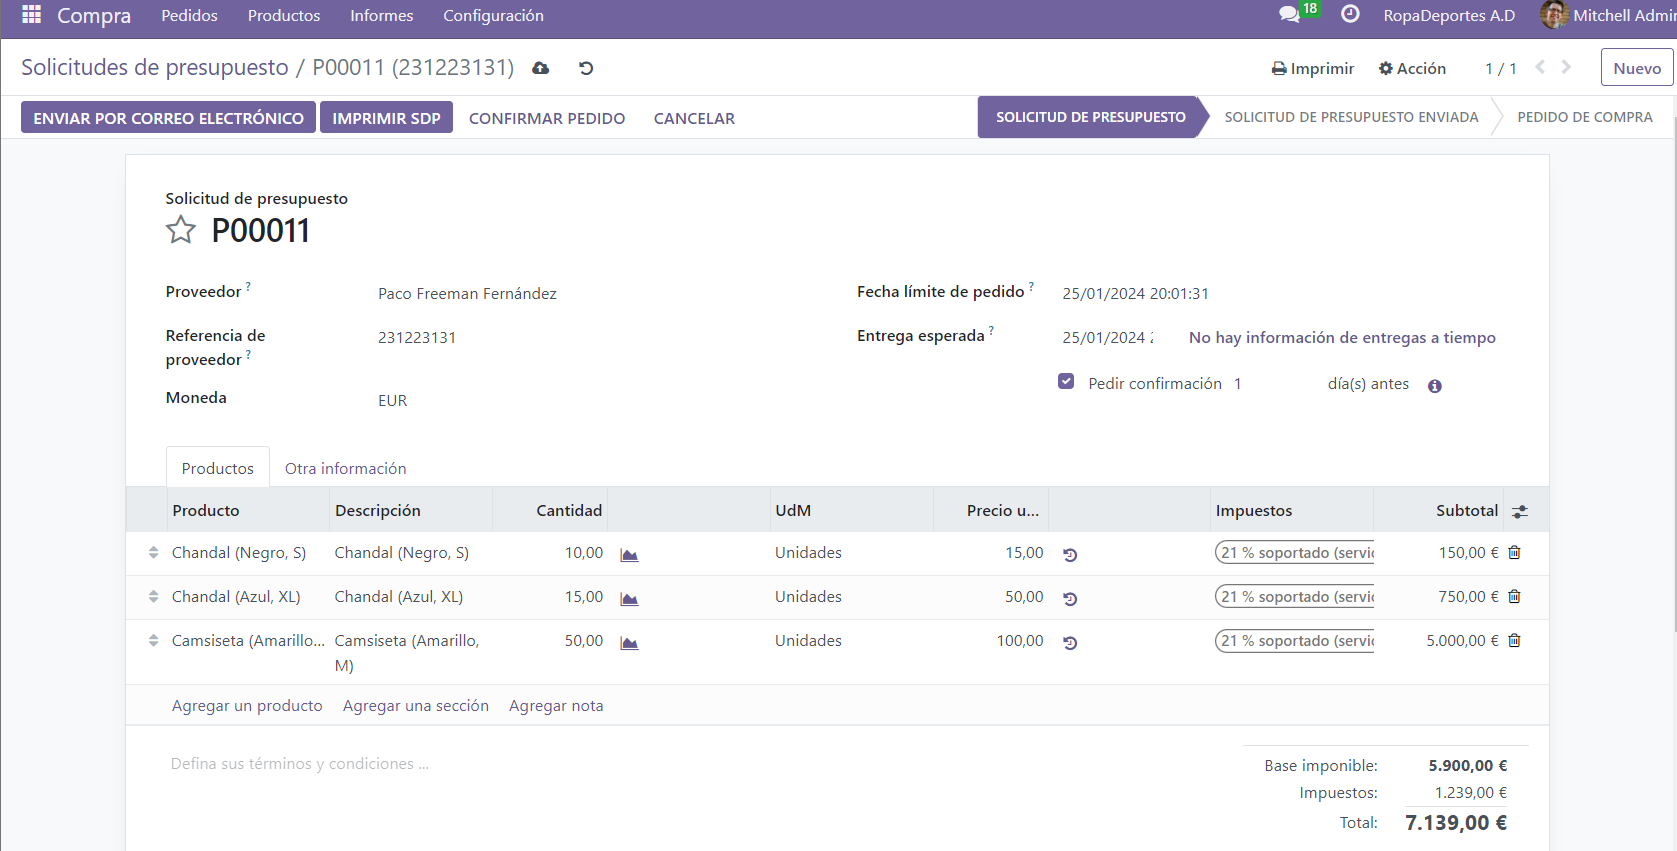 Compra Pedidos Productos Informes Configuración 18 RopaDeportes A.D Mitchell Admin
Solicitudes de presupuesto / P00011 (231223131) Imprimir Acción 1 / 1 Nuevo
ENVIAR POR CORREO ELECTRÓNICO IMPRIMIR SDP CONFIRMAR PEDIDO CANCELAR SOLICITUD DE PRESUPUESTO SOLICITUD DE PRESUPUESTO ENVIADA PEDIDO DE COMPRA
Solicitud de presupuesto
P00011
Proveedor ? Paco Freeman Fernández
Referencia de proveedor ? 231223131
Moneda EUR
Fecha límite de pedido ? 25/01/2024 20:01:31
Entrega esperada ? 25/01/2024 No hay información de entregas a tiempo
Pedir confirmación 1 día(s) antes
Productos Otra información
Producto Descripción Cantidad UdM Precio u... Impuestos Subtotal
Chandal (Negro, S) Chandal (Negro, S) 10,00 Unidades 15,00 21 % soportado (servic 150,00 €
Chandal (Azul, XL) Chandal (Azul, XL) 15,00 Unidades 50,00 21 % soportado (servic 750,00 €
Camsiseta (Amarillo... Camsiseta (Amarillo, M) 50,00 Unidades 100,00 21 % soportado (servic 5.000,00 €
Agregar un producto Agregar una sección Agregar nota
Defina sus términos y condiciones ...
Base imponible: 5.900,00 €
Impuestos: 1.239,00 €
Total: 7.139,00 €